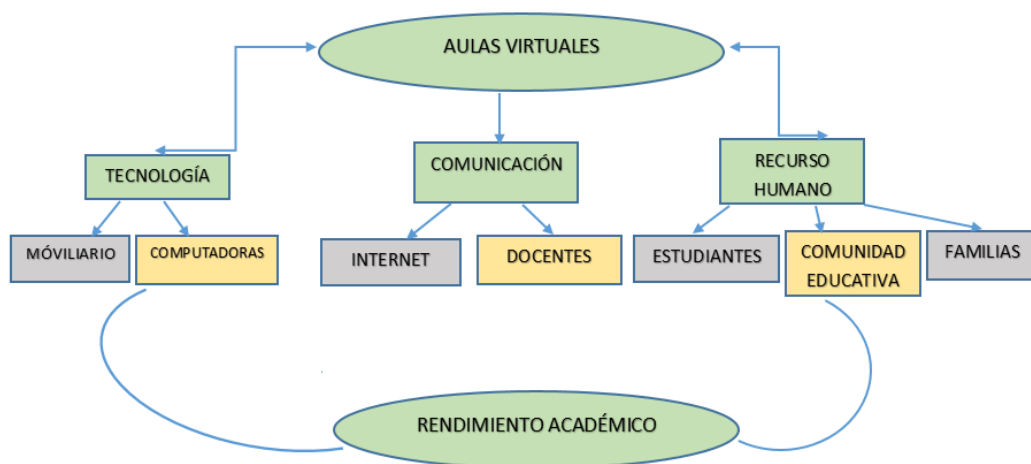 AULAS VIRTUALES
TECNOLOGÍA
COMUNICACIÓN
RECURSO
HUMANO
MÓVILIARIO
COMPUTADORAS
INTERNET
DOCENTES
ESTUDIANTES
COMUNIDAD
EDUCATIVA
FAMILIAS
RENDIMIENTO ACADÉMICO